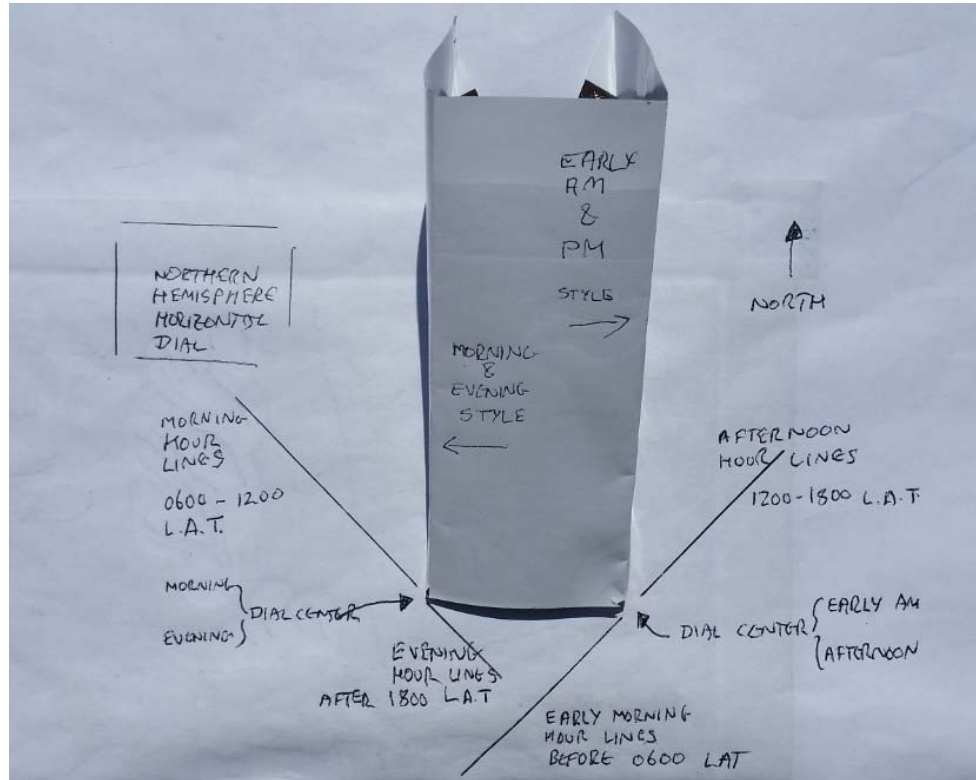 EARLY
AM
&
PM
STYLE
NORTHERN
HEMISPHERE
HORIZONTAL
DIAL
NORTH
MORNING
&
EVENING
STYLE
MORNING
HOUR
LINES
0600 - 1200
L.A.T.
AFTERNOON
HOUR LINES
1200-1800 L.A.T.
MORNING
EVENING
DIAL CENTER
DIAL CENTER
EARLY AM
AFTERNOON
EVENING
HOUR LINES
AFTER 1800 L.A.T
EARLY MORNING
HOUR LINES
BEFORE 0600 LAT